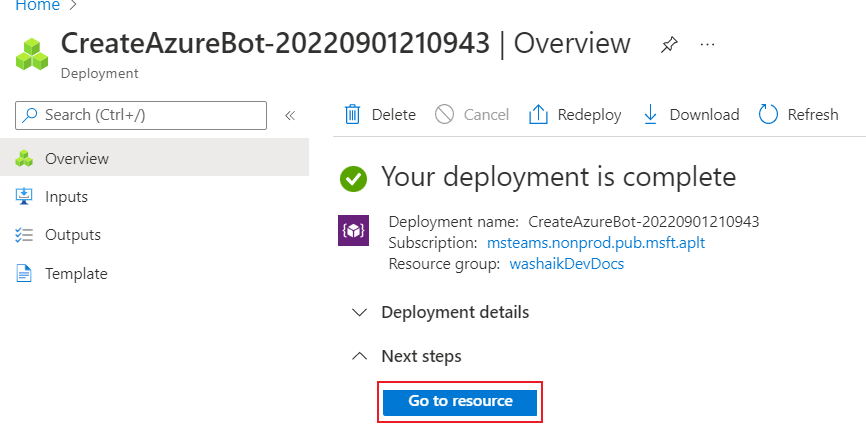 Home >
CreateAzureBot-20220901210943 | Overview
Deployment
Search (Ctrl+/)
Overview
Inputs
Outputs
Template
Delete Cancel Redeploy Download Refresh
Your deployment is complete
Deployment name: CreateAzureBot-20220901210943
Subscription: msteams.nonprod.pub.msft.aplt
Resource group: washaikDevDocs
Deployment details
Next steps
Go to resource